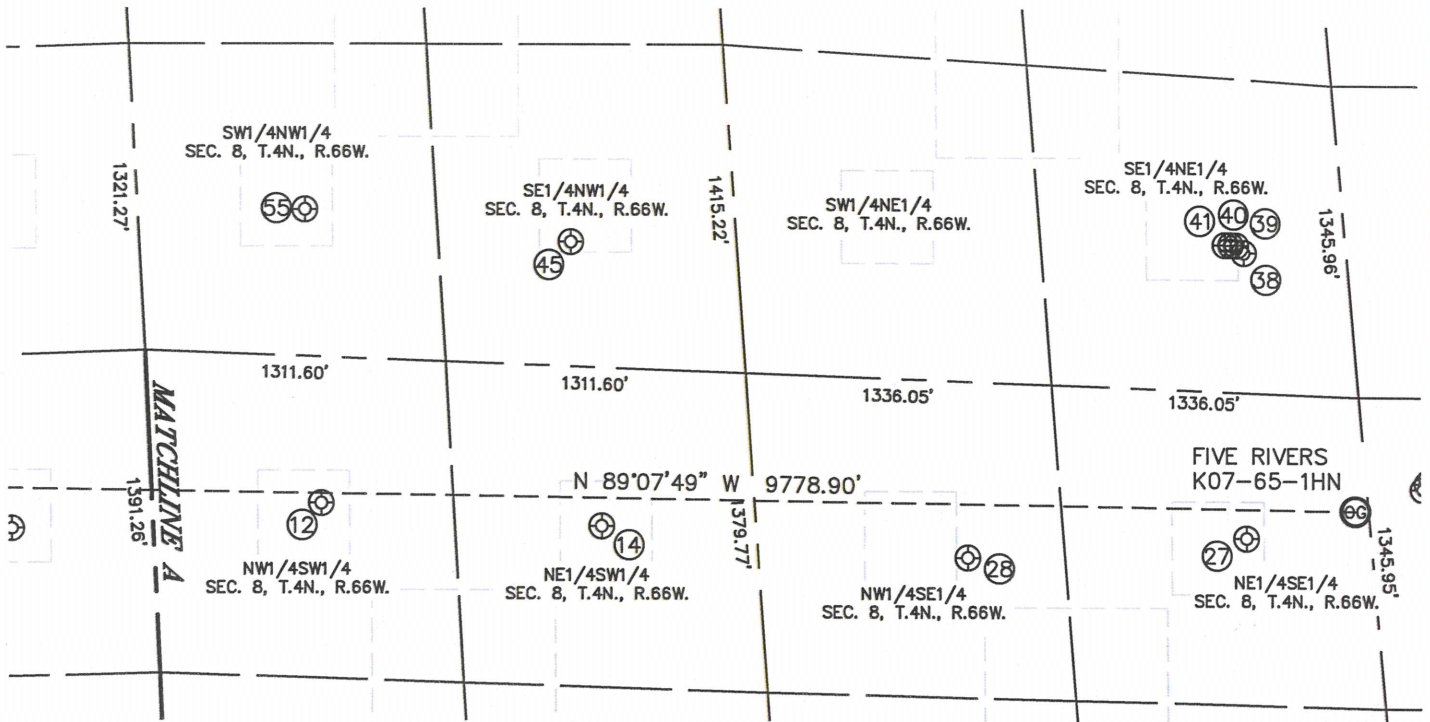 SW1/4NW1/4
SEC. 8, T.4N., R.66W.
55
1321.27'
SE1/4NW1/4
SEC. 8, T.4N., R.66W.
45
1415.22'
SW1/4NE1/4
SEC. 8, T.4N., R.66W.
SE1/4NE1/4
SEC. 8, T.4N., R.66W.
41
40
39
38
1345.96'
1311.60'
1311.60'
1336.05'
1336.05'
MATCHLINE A
1391.26'
N 89°07'49" W 9778.90'
1379.77'
FIVE RIVERS
K07-65-1HN
OG
1345.95'
12
NW1/4SW1/4
SEC. 8, T.4N., R.66W.
14
NE1/4SW1/4
SEC. 8, T.4N., R.66W.
28
NW1/4SE1/4
SEC. 8, T.4N., R.66W.
27
NE1/4SE1/4
SEC. 8, T.4N., R.66W.